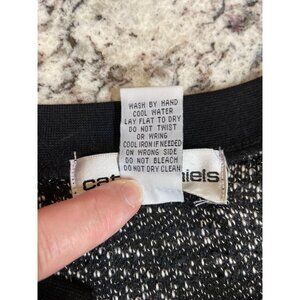 WASH BY HAND
COOL WATER
LAY FLAT TO DRY
DO NOT TWIST
OR WRING
COOL IRON IF NEEDED
ON WRONG SIDE
DO NOT BLEACH
DO NOT DRY CLEAN